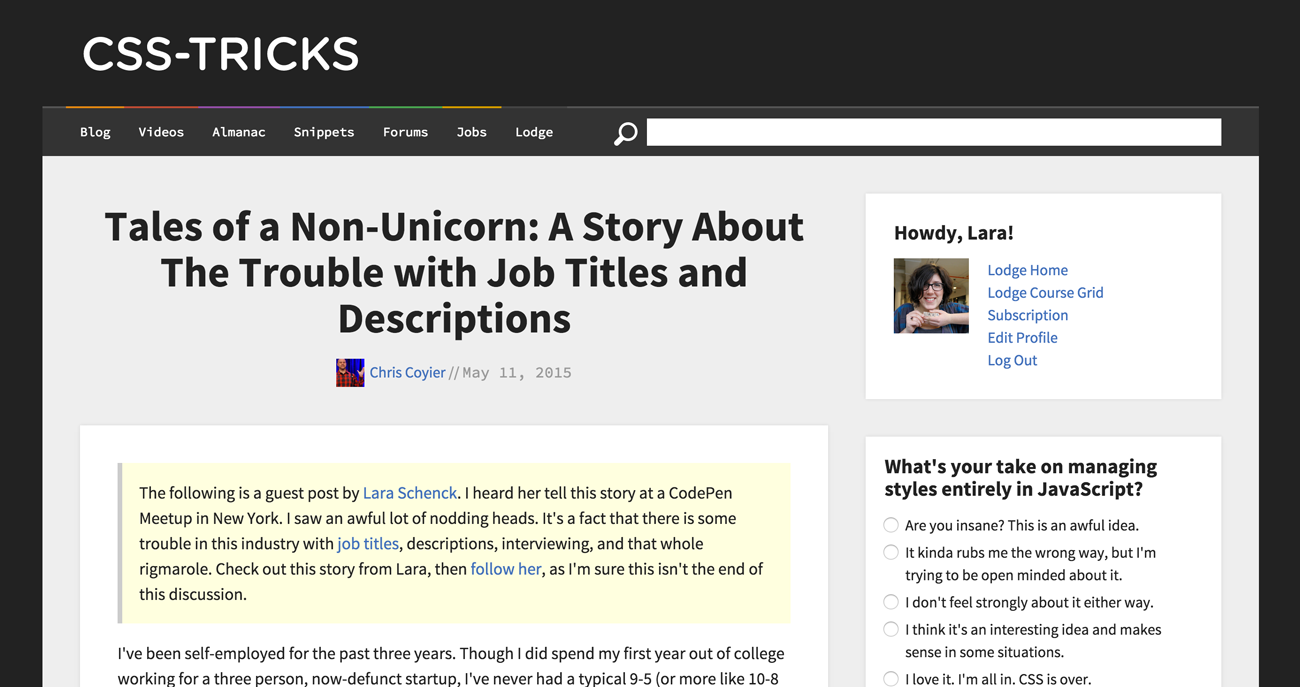 CSS-TRICKS
Blog Videos Almanac Snippets Forums Jobs Lodge
Tales of a Non-Unicorn: A Story About
The Trouble with Job Titles and
Descriptions
Chris Coyier // May 11, 2015
The following is a guest post by Lara Schenck. I heard her tell this story at a CodePen
Meetup in New York. I saw an awful lot of nodding heads. It's a fact that there is some
trouble in this industry with job titles, descriptions, interviewing, and that whole
rigmarole. Check out this story from Lara, then follow her, as I'm sure this isn't the end of
this discussion.
I've been self-employed for the past three years. Though I did spend my first year out of college
working for a three person, now-defunct startup, I've never had a typical 9-5 (or more like 10-8
Howdy, Lara!
Lodge Home
Lodge Course Grid
Subscription
Edit Profile
Log Out
What's your take on managing
styles entirely in JavaScript?
Are you insane? This is an awful idea.
It kinda rubs me the wrong way, but I'm
trying to be open minded about it.
I don't feel strongly about it either way.
I think it's an interesting idea and makes
sense in some situations.
I love it. I'm all in. CSS is over.